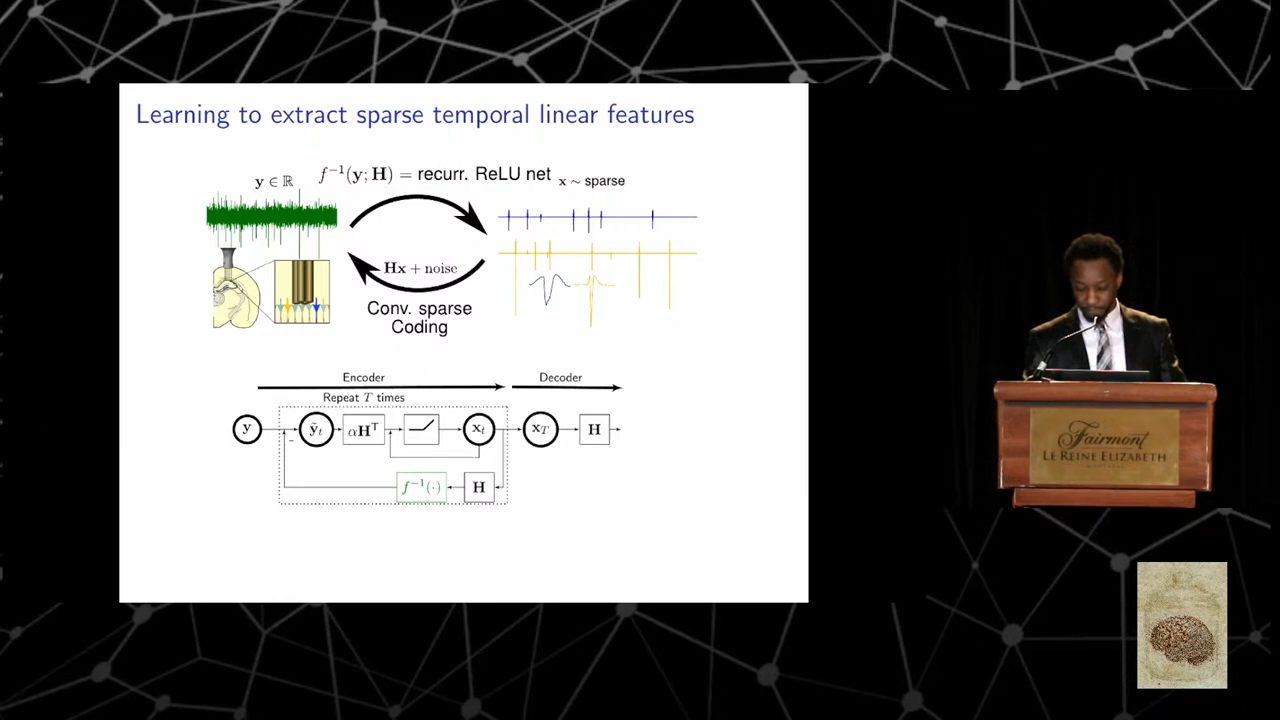 Learning to extract sparse temporal linear features
y ∈ ℝ
f⁻¹(y; H) = recurr. ReLU net
x ∼ sparse
Hx + noise
Conv. sparse
Coding
Encoder
Decoder
Repeat T times
y
ỹₜ
αHᵀ
xₜ
x_T
H
-
f⁻¹(·)
H
Fairmont
LE REINE ELIZABETH